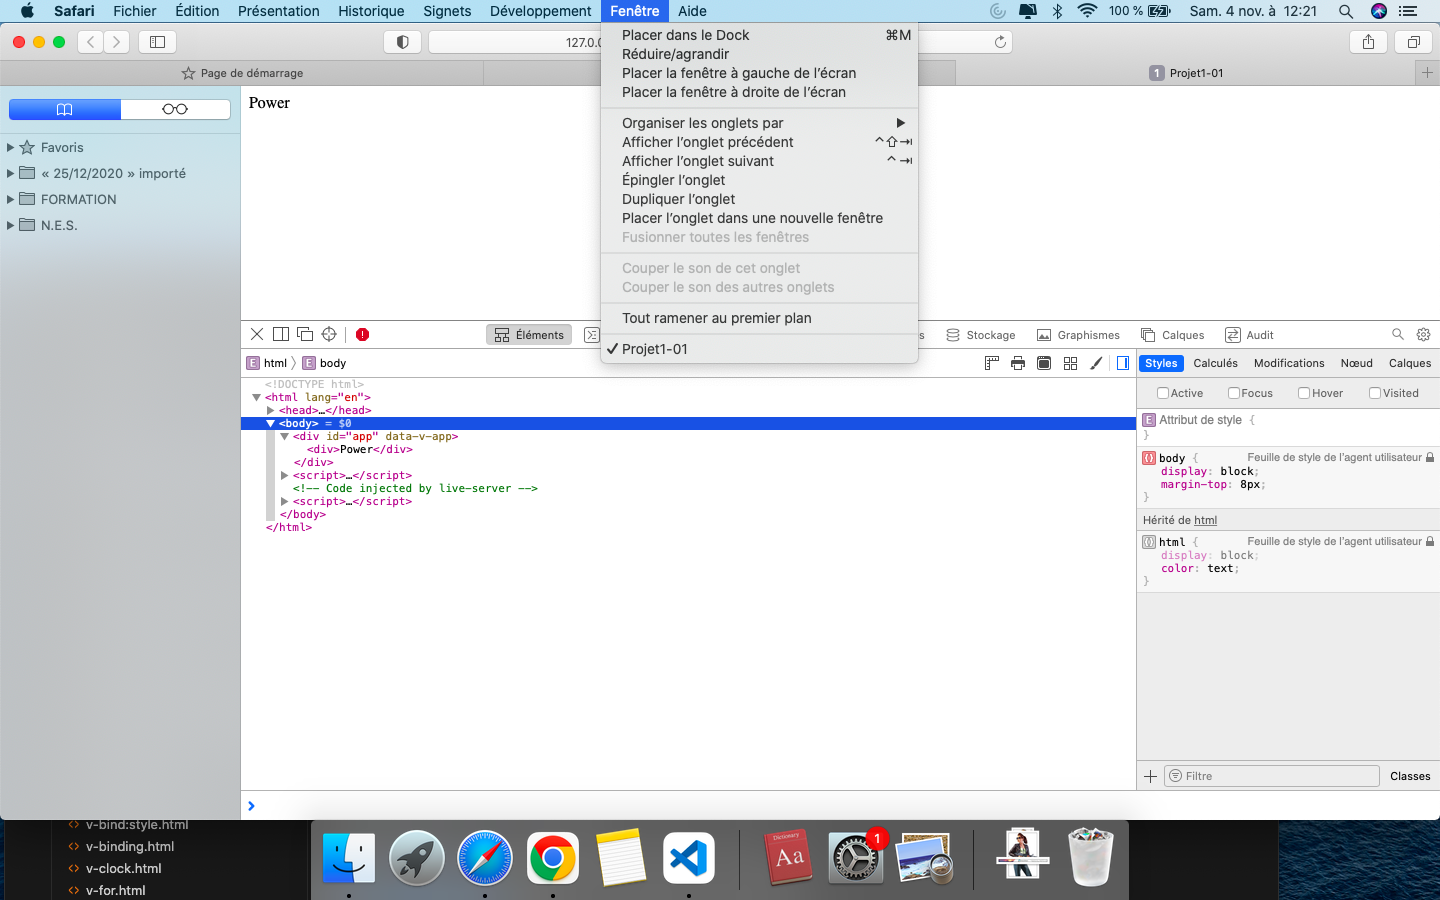 Safari Fichier Édition Présentation Historique Signets Développement Fenêtre Aide 100 % Sam. 4 nov. à 12:21
127.0.0
Page de démarrage
1 Projet1-01
Placer dans le Dock ⌘M
Réduire/agrandir
Placer la fenêtre à gauche de l'écran
Placer la fenêtre à droite de l'écran
Organiser les onglets par
Afficher l'onglet précédent ^⇧⇥
Afficher l'onglet suivant ^⇥
Épingler l'onglet
Dupliquer l'onglet
Placer l'onglet dans une nouvelle fenêtre
Fusionner toutes les fenêtres
Couper le son de cet onglet
Couper le son des autres onglets
Tout ramener au premier plan
✓ Projet1-01
Favoris
« 25/12/2020 » importé
FORMATION
N.E.S.
Power
Éléments
Stockage Graphismes Calques Audit
E html E body
Styles Calculés Modifications Nœud Calques
Active Focus Hover Visited
<!DOCTYPE html>
<html lang="en">
<head>…</head>
<body> = $0
<div id="app" data-v-app>
<div>Power</div>
</div>
<script>…</script>
<!-- Code injected by live-server -->
<script>…</script>
</body>
</html>
E Attribut de style {
}
body { Feuille de style de l'agent utilisateur
display: block;
margin-top: 8px;
}
Hérité de html
html { Feuille de style de l'agent utilisateur
display: block;
color: text;
}
Filtre Classes
v-bind:style.html
v-binding.html
v-clock.html
v-for.html
Dictionary
Aa
1